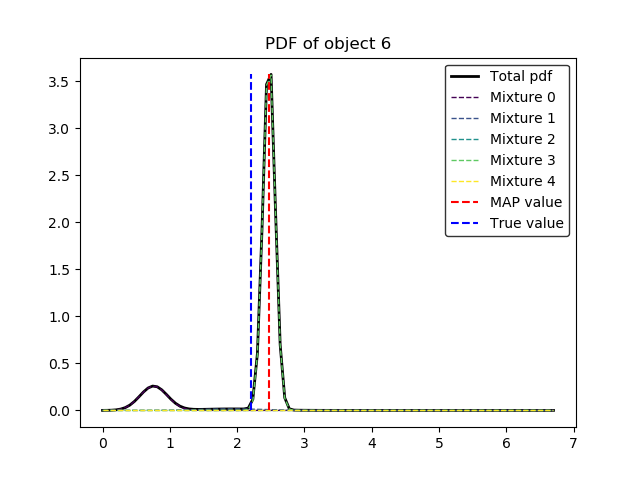 PDF of object 6
Total pdf
Mixture 0
Mixture 1
Mixture 2
Mixture 3
Mixture 4
MAP value
True value
3.5
3.0
2.5
2.0
1.5
1.0
0.5
0.0
0 1 2 3 4 5 6 7